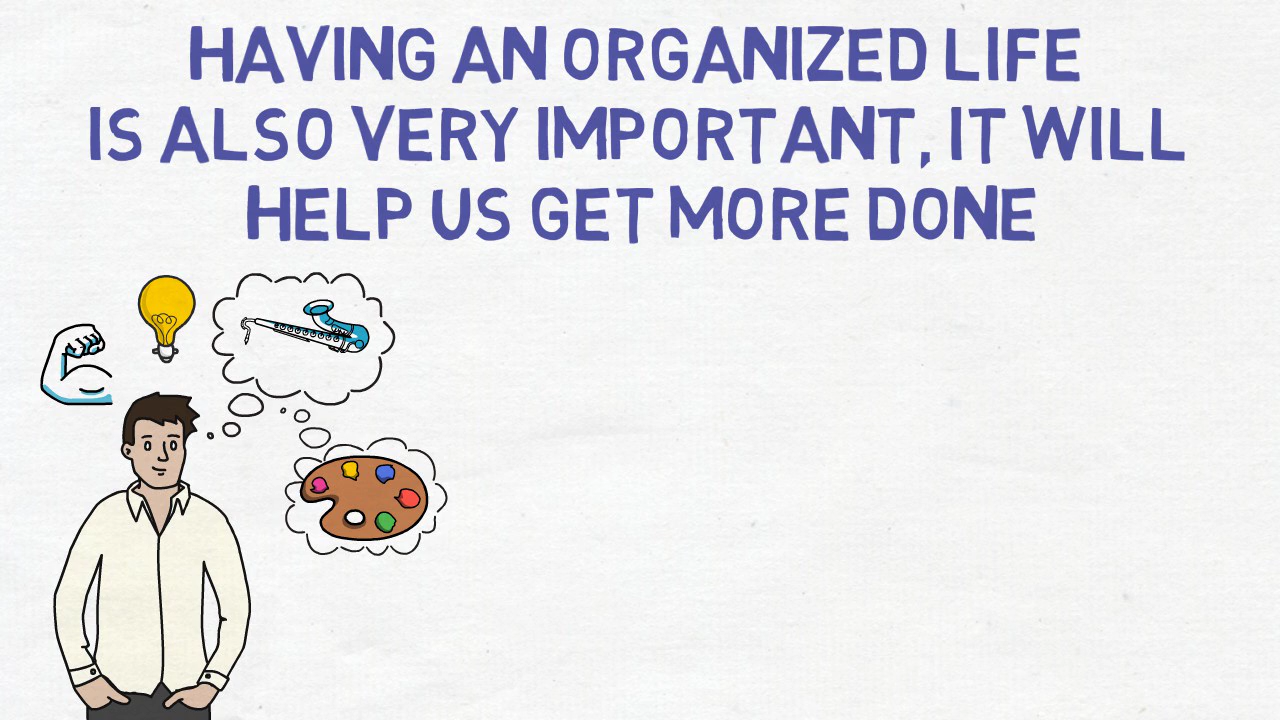 HAVING AN ORGANIZED LIFE
IS ALSO VERY IMPORTANT, IT WILL
HELP US GET MORE DONE